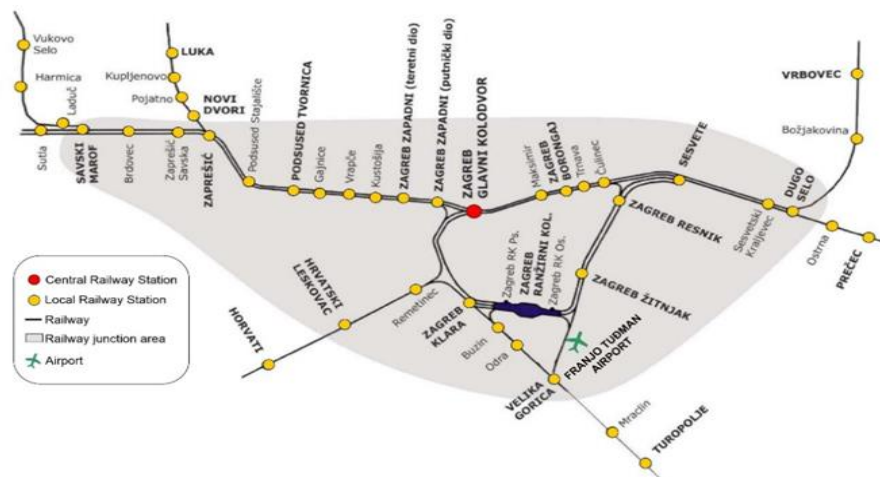 Vukovo
Selo
Harmica
Laduč
LUKA
Kupljenovo
Pojatno
NOVI
DVORI
Sutla
SAVSKI
MAROF
Brdovec
Zaprešić
Savska
ZAPREŠIĆ
Podsused Stajalište
PODSUSED TVORNICA
Gajnice
Vrapče
Kustošija
ZAGREB ZAPADNI (teretni dio)
ZAGREB ZAPADNI (putnički dio)
ZAGREB
GLAVNI KOLODVOR
Maksimir
ZAGREB
BORONGAJ
Trnava
Čulinec
SESVETE
VRBOVEC
Božjakovina
DUGO
SELO
Sesvetski
Kraljevec
Ostrna
PREČEC
ZAGREB RESNIK
ZAGREB ŽITNJAK
Zagreb RK Ps.
ZAGREB
RANŽIRNI KOL.
Zagreb RK Os.
HORVATI
HRVATSKI
LESKOVAC
Remetinec
ZAGREB
KLARA
Buzin
Odra
VELIKA
GORICA
FRANJO TUĐMAN
AIRPORT
Mraclin
TUROPOLJE
Central Railway Station
Local Railway Station
Railway
Railway junction area
Airport